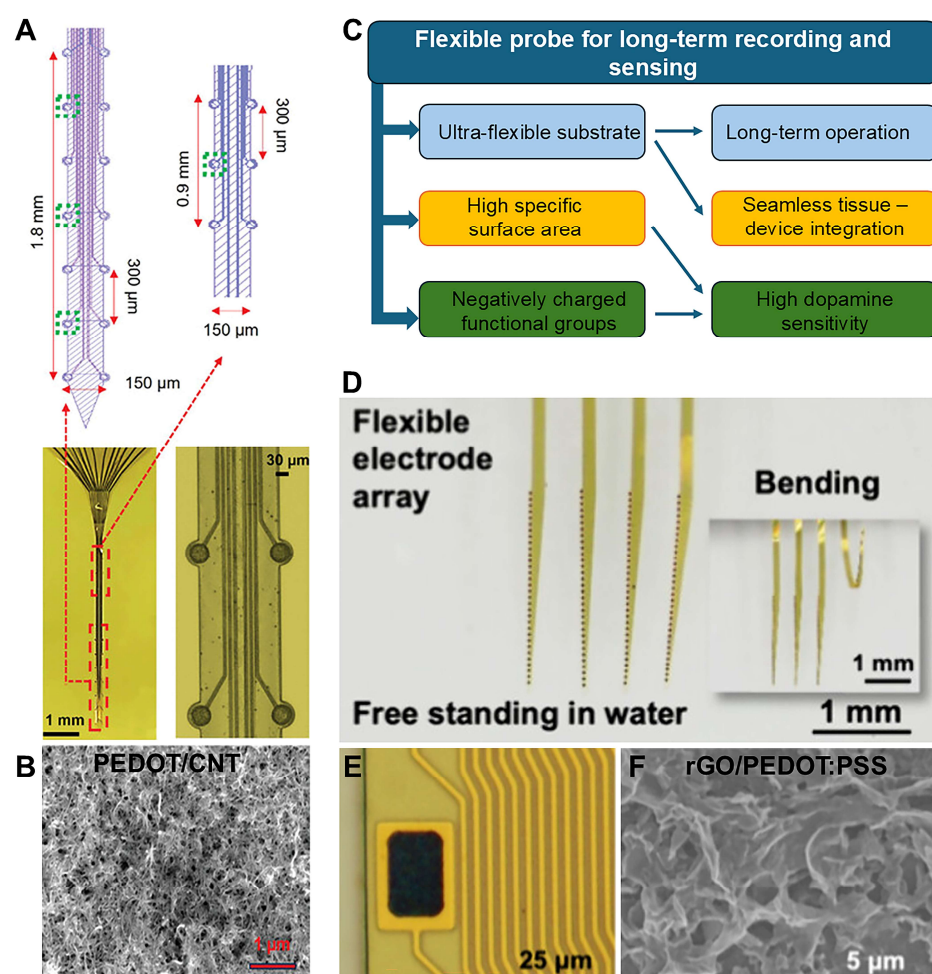 A
1.8 mm
300 µm
150 µm
0.9 mm
300 µm
150 µm
1 mm
30 µm
B
PEDOT/CNT
1 µm
C
Flexible probe for long-term recording and
sensing
Ultra-flexible substrate
Long-term operation
High specific
surface area
Seamless tissue –
device integration
Negatively charged
functional groups
High dopamine
sensitivity
D
Flexible
electrode
array
Bending
1 mm
Free standing in water
1 mm
E
25 µm
F
rGO/PEDOT:PSS
5 µm